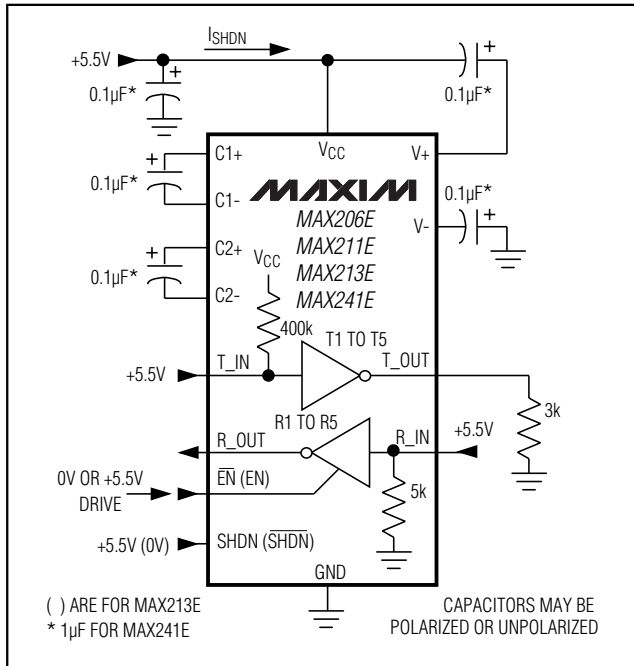 I_SHDN
+5.5V
+
0.1µF*
+
0.1µF*
C1+
VCC
V+
+
0.1µF*
MAXIM
0.1µF*
C1-
MAX206E
V-
+
C2+
MAX211E
+
0.1µF*
VCC
MAX213E
C2-
MAX241E
400k
T1 TO T5
+5.5V
T_IN
T_OUT
3k
R1 TO R5
R_OUT
R_IN
+5.5V
0V OR +5.5V
DRIVE
E̅N̅ (EN)
5k
+5.5V (0V)
SHDN (S̅H̅D̅N̅)
GND
( ) ARE FOR MAX213E
* 1µF FOR MAX241E
CAPACITORS MAY BE
POLARIZED OR UNPOLARIZED